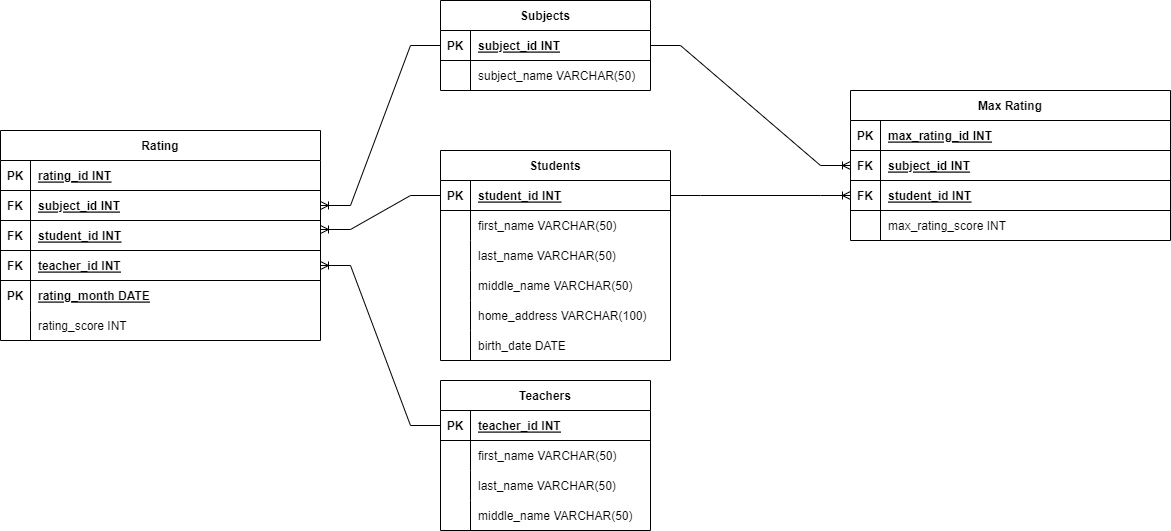 Subjects
PK subject_id INT
subject_name VARCHAR(50)
Rating
PK rating_id INT
FK subject_id INT
FK student_id INT
FK teacher_id INT
PK rating_month DATE
rating_score INT
Students
PK student_id INT
first_name VARCHAR(50)
last_name VARCHAR(50)
middle_name VARCHAR(50)
home_address VARCHAR(100)
birth_date DATE
Teachers
PK teacher_id INT
first_name VARCHAR(50)
last_name VARCHAR(50)
middle_name VARCHAR(50)
Max Rating
PK max_rating_id INT
FK subject_id INT
FK student_id INT
max_rating_score INT